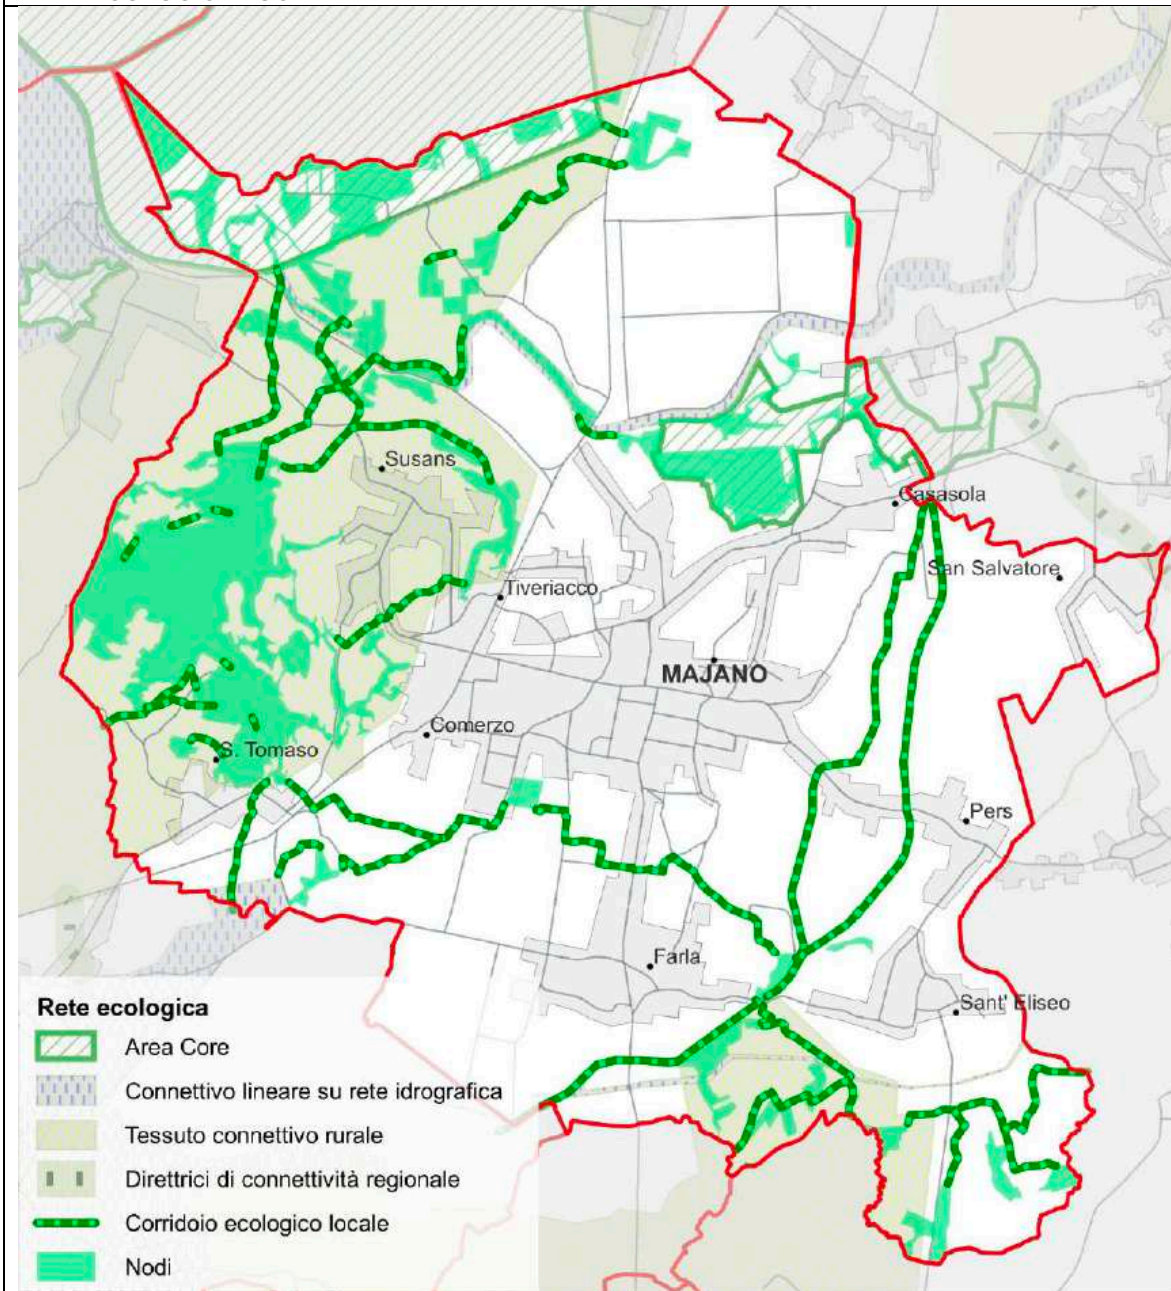 Susans
Casasola
San Salvatore
Tiveriacco
MAJANO
Comerzo
S. Tomaso
Pers
Farla
Sant' Eliseo
Rete ecologica
Area Core
Connettivo lineare su rete idrografica
Tessuto connettivo rurale
Direttrici di connettività regionale
Corridoio ecologico locale
Nodi